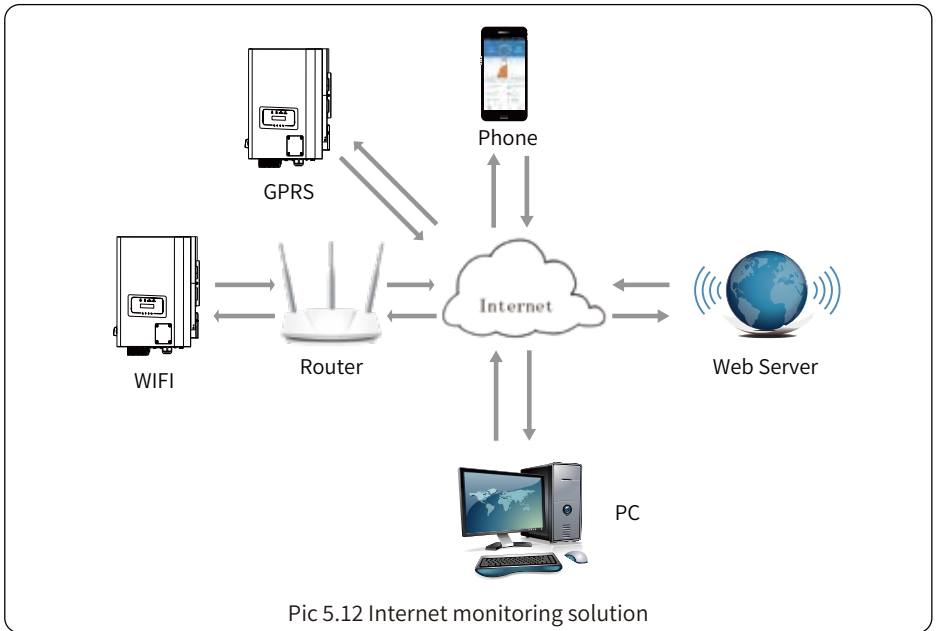 Phone
GPRS
Internet
WIFI
Router
Web Server
PC
Pic 5.12 Internet monitoring solution